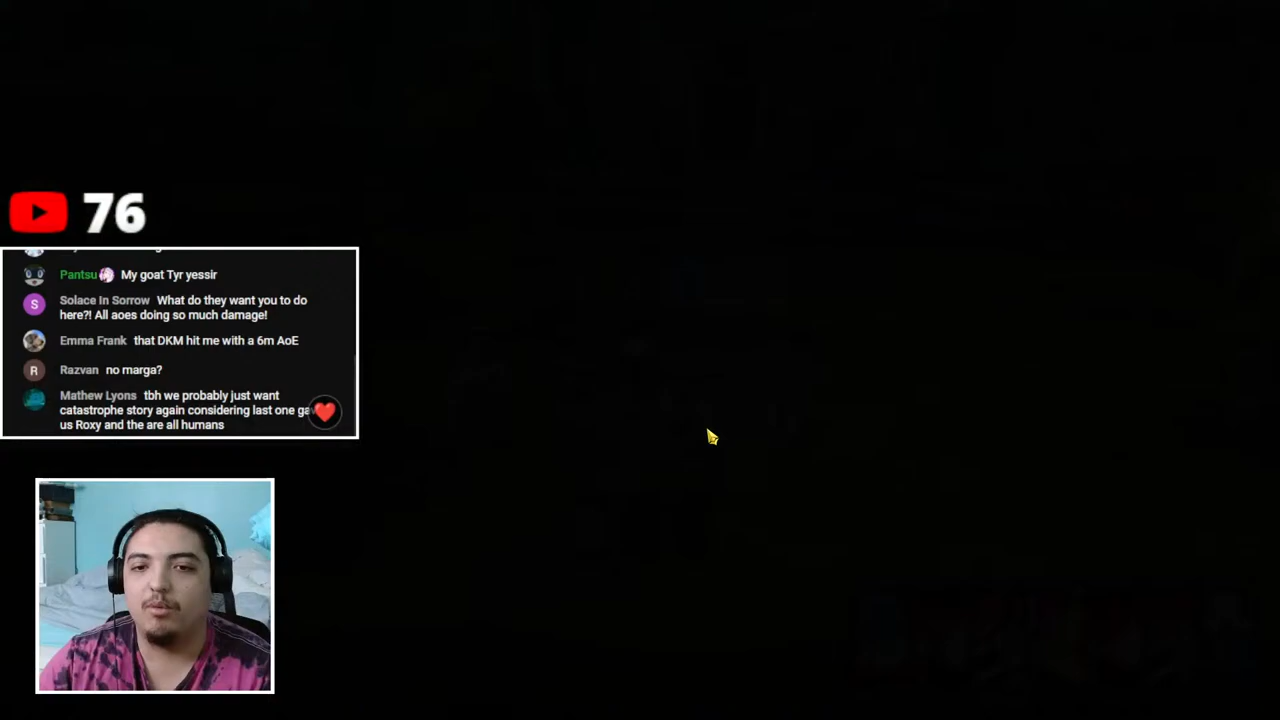 76
Pantsu My goat Tyr yessir
S Solace In Sorrow What do they want you to do
here?! All aoes doing so much damage!
Emma Frank that DKM hit me with a 6m AoE
R Razvan no marga?
Mathew Lyons tbh we probably just want
catastrophe story again considering last one
us Roxy and the are all humans